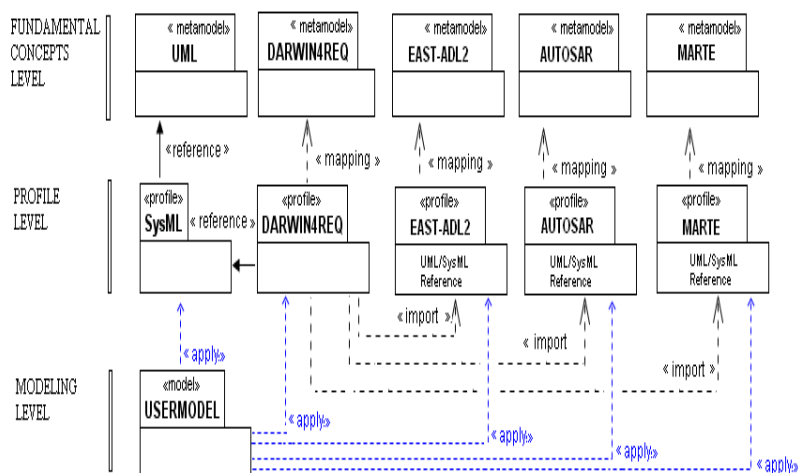 FUNDAMENTAL
CONCEPTS
LEVEL
« metamodel»
UML
« metamodel»
DARWIN4REQ
« metamodel»
EAST-ADL2
« metamodel»
AUTOSAR
« metamodel»
MARTE
«reference »
« mapping »
« mapping »
« mapping »
« mapping »
PROFILE
LEVEL
«profile»
SysML
« reference »
«profile»
DARWIN4REQ
«profile»
EAST-ADL2
UML/SysML
Reference
«profile»
AUTOSAR
UML/SysML
Reference
«profile»
MARTE
UML/SysML
Reference
« import »
« import
« import »
« apply»
MODELING
LEVEL
«model»
USERMODEL
« apply»
« apply»
« apply»
« apply»